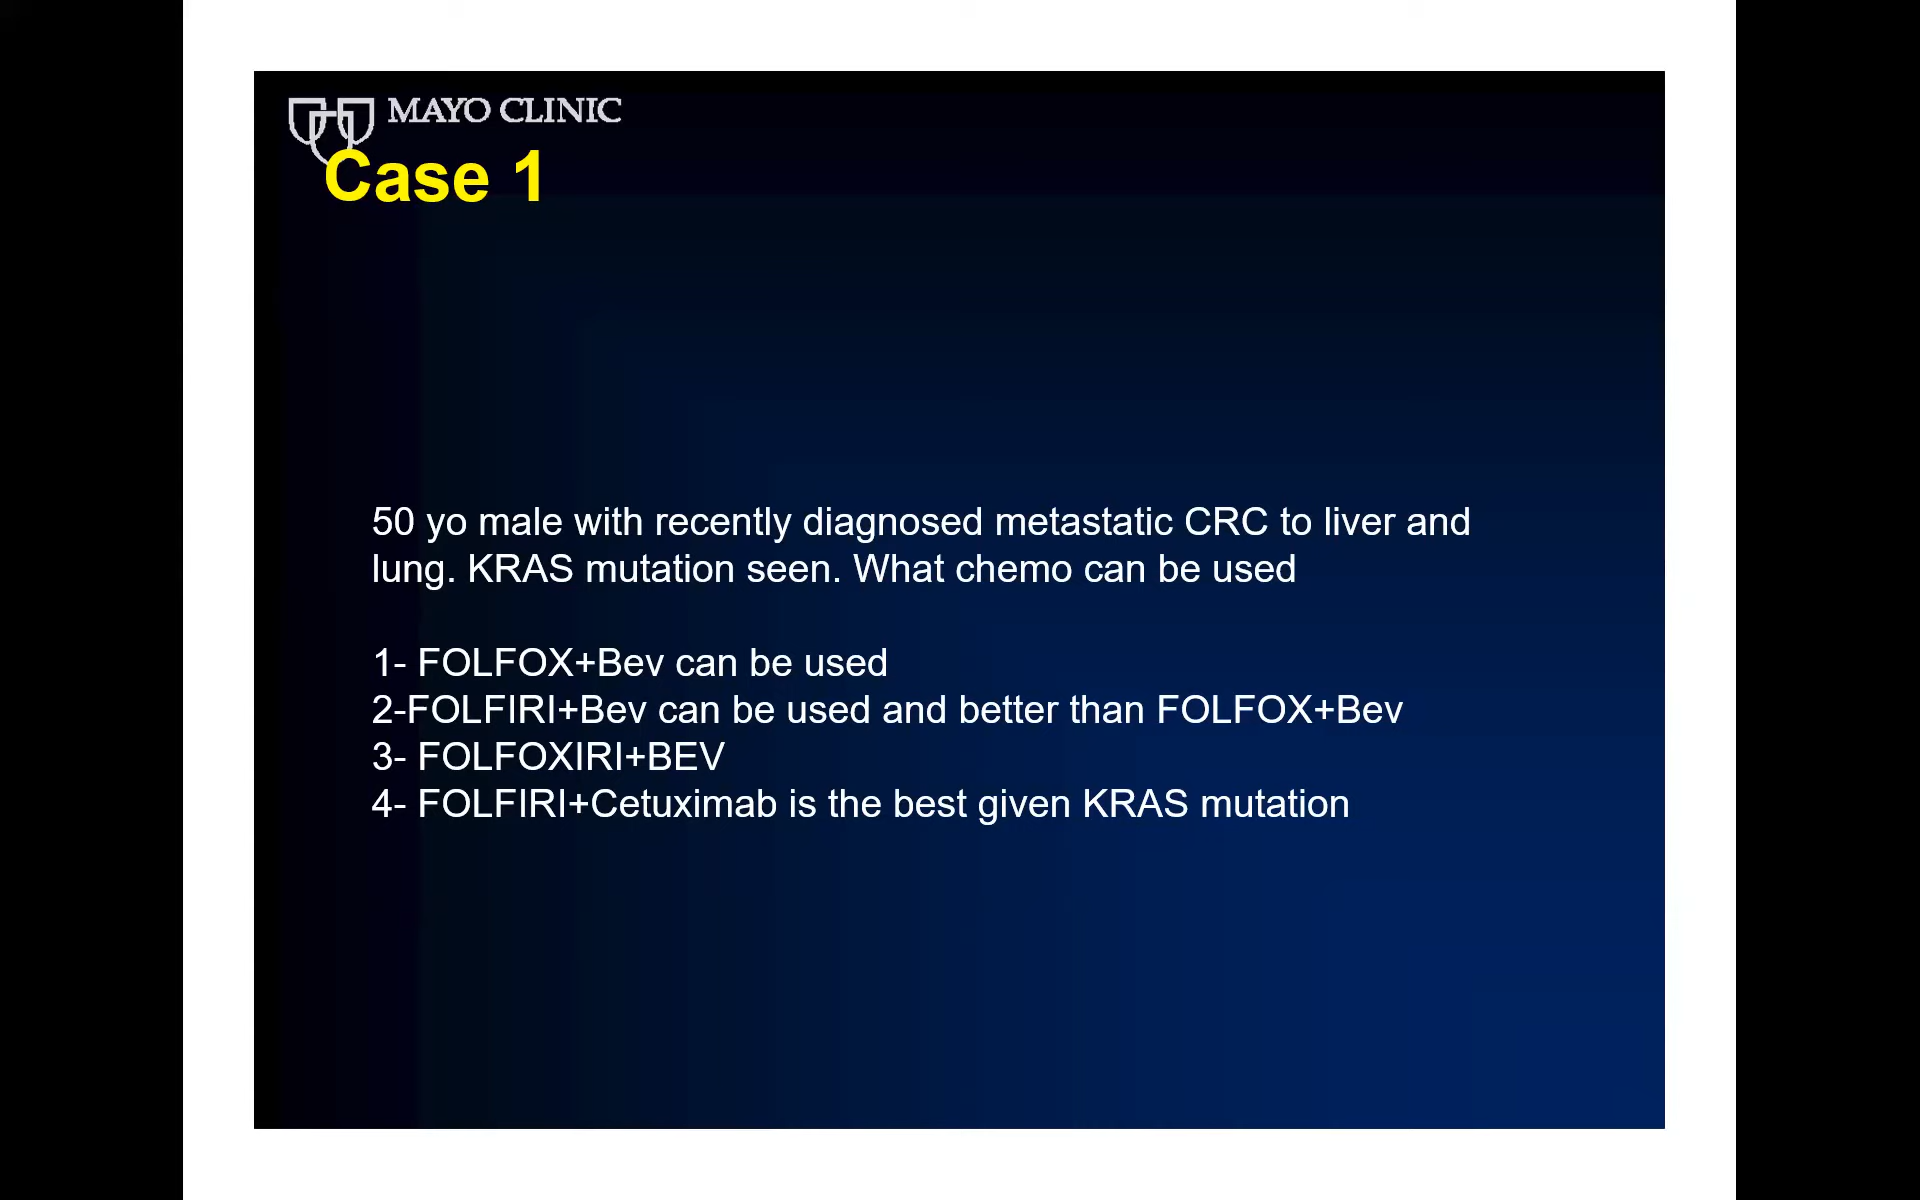 MAYO CLINIC
Case 1
50 yo male with recently diagnosed metastatic CRC to liver and
lung. KRAS mutation seen. What chemo can be used
1- FOLFOX+Bev can be used
2-FOLFIRI+Bev can be used and better than FOLFOX+Bev
3- FOLFOXIRI+BEV
4- FOLFIRI+Cetuximab is the best given KRAS mutation